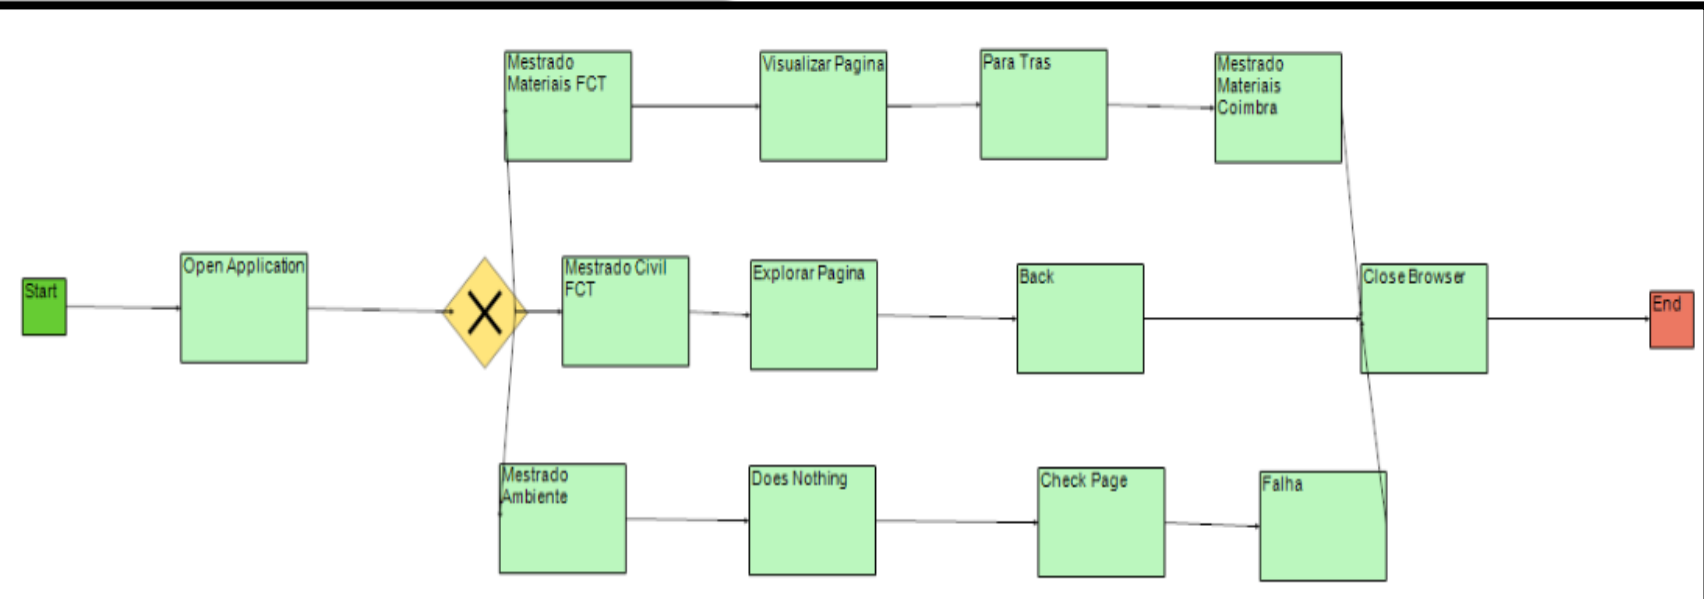 Mestrado
Materiais FCT
Visualizar Pagina
Para Tras
Mestrado
Materiais
Coimbra
Start
Open Application
Mestrado Civil
FCT
Explorar Pagina
Back
Close Browser
End
Mestrado
Ambiente
Does Nothing
Check Page
Falha